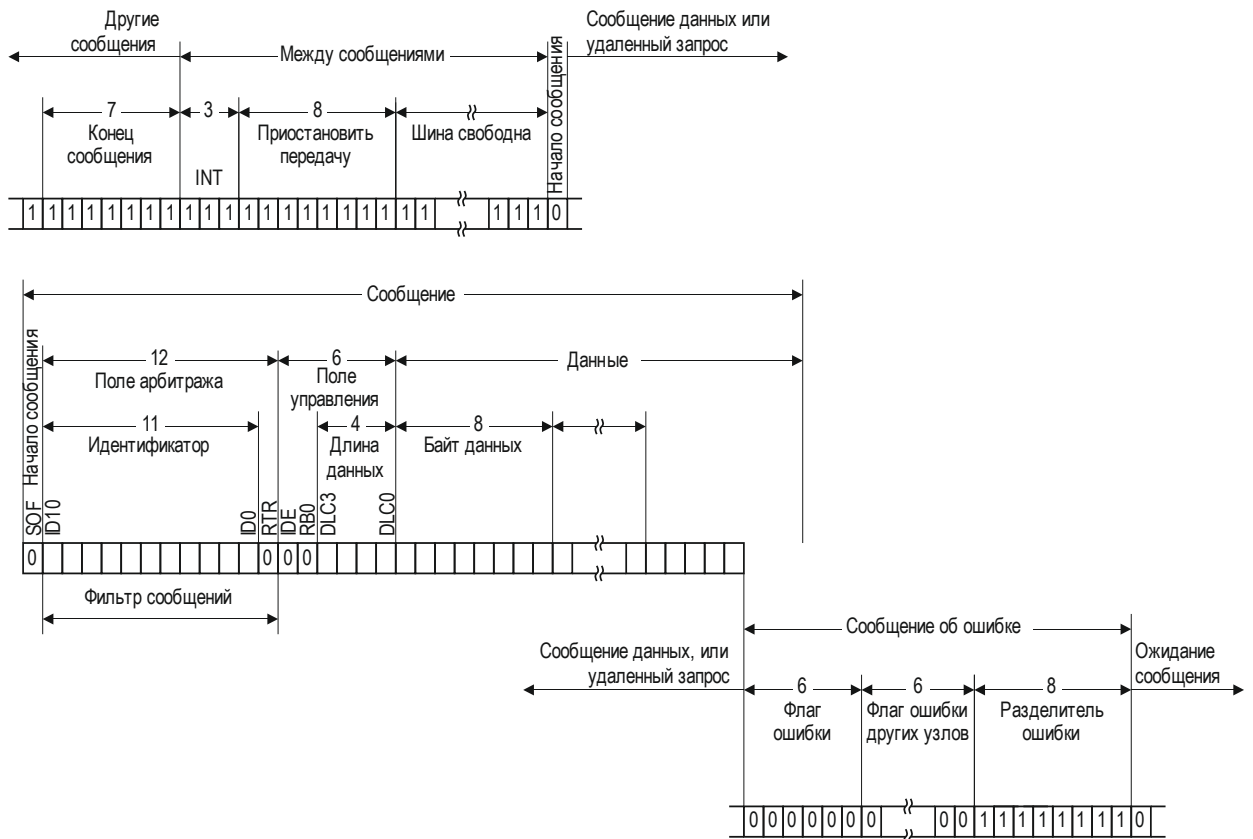 Другие
сообщения
Между сообщениями
Начало сообщения
Сообщение данных или
удаленный запрос
7
Конец
сообщения
3
INT
8
Приостановить
передачу
Шина свободна
1 1 1 1 1 1 1 1 1 1 1 1 1 1 1 1 1 1 1 1 1 1 1 1 0
Сообщение
Начало сообщения
12
Поле арбитража
6
Поле
управления
Данные
11
Идентификатор
4
Длина
данных
8
Байт данных
SOF
ID10
ID0
RTR
IDE
RB0
DLC3
DLC0
0 0 0 0
Фильтр сообщений
Сообщение об ошибке
Сообщение данных, или
удаленный запрос
Ожидание
сообщения
6
Флаг
ошибки
6
Флаг ошибки
других узлов
8
Разделитель
ошибки
0 0 0 0 0 0 0 0 0 1 1 1 1 1 1 1 1 0